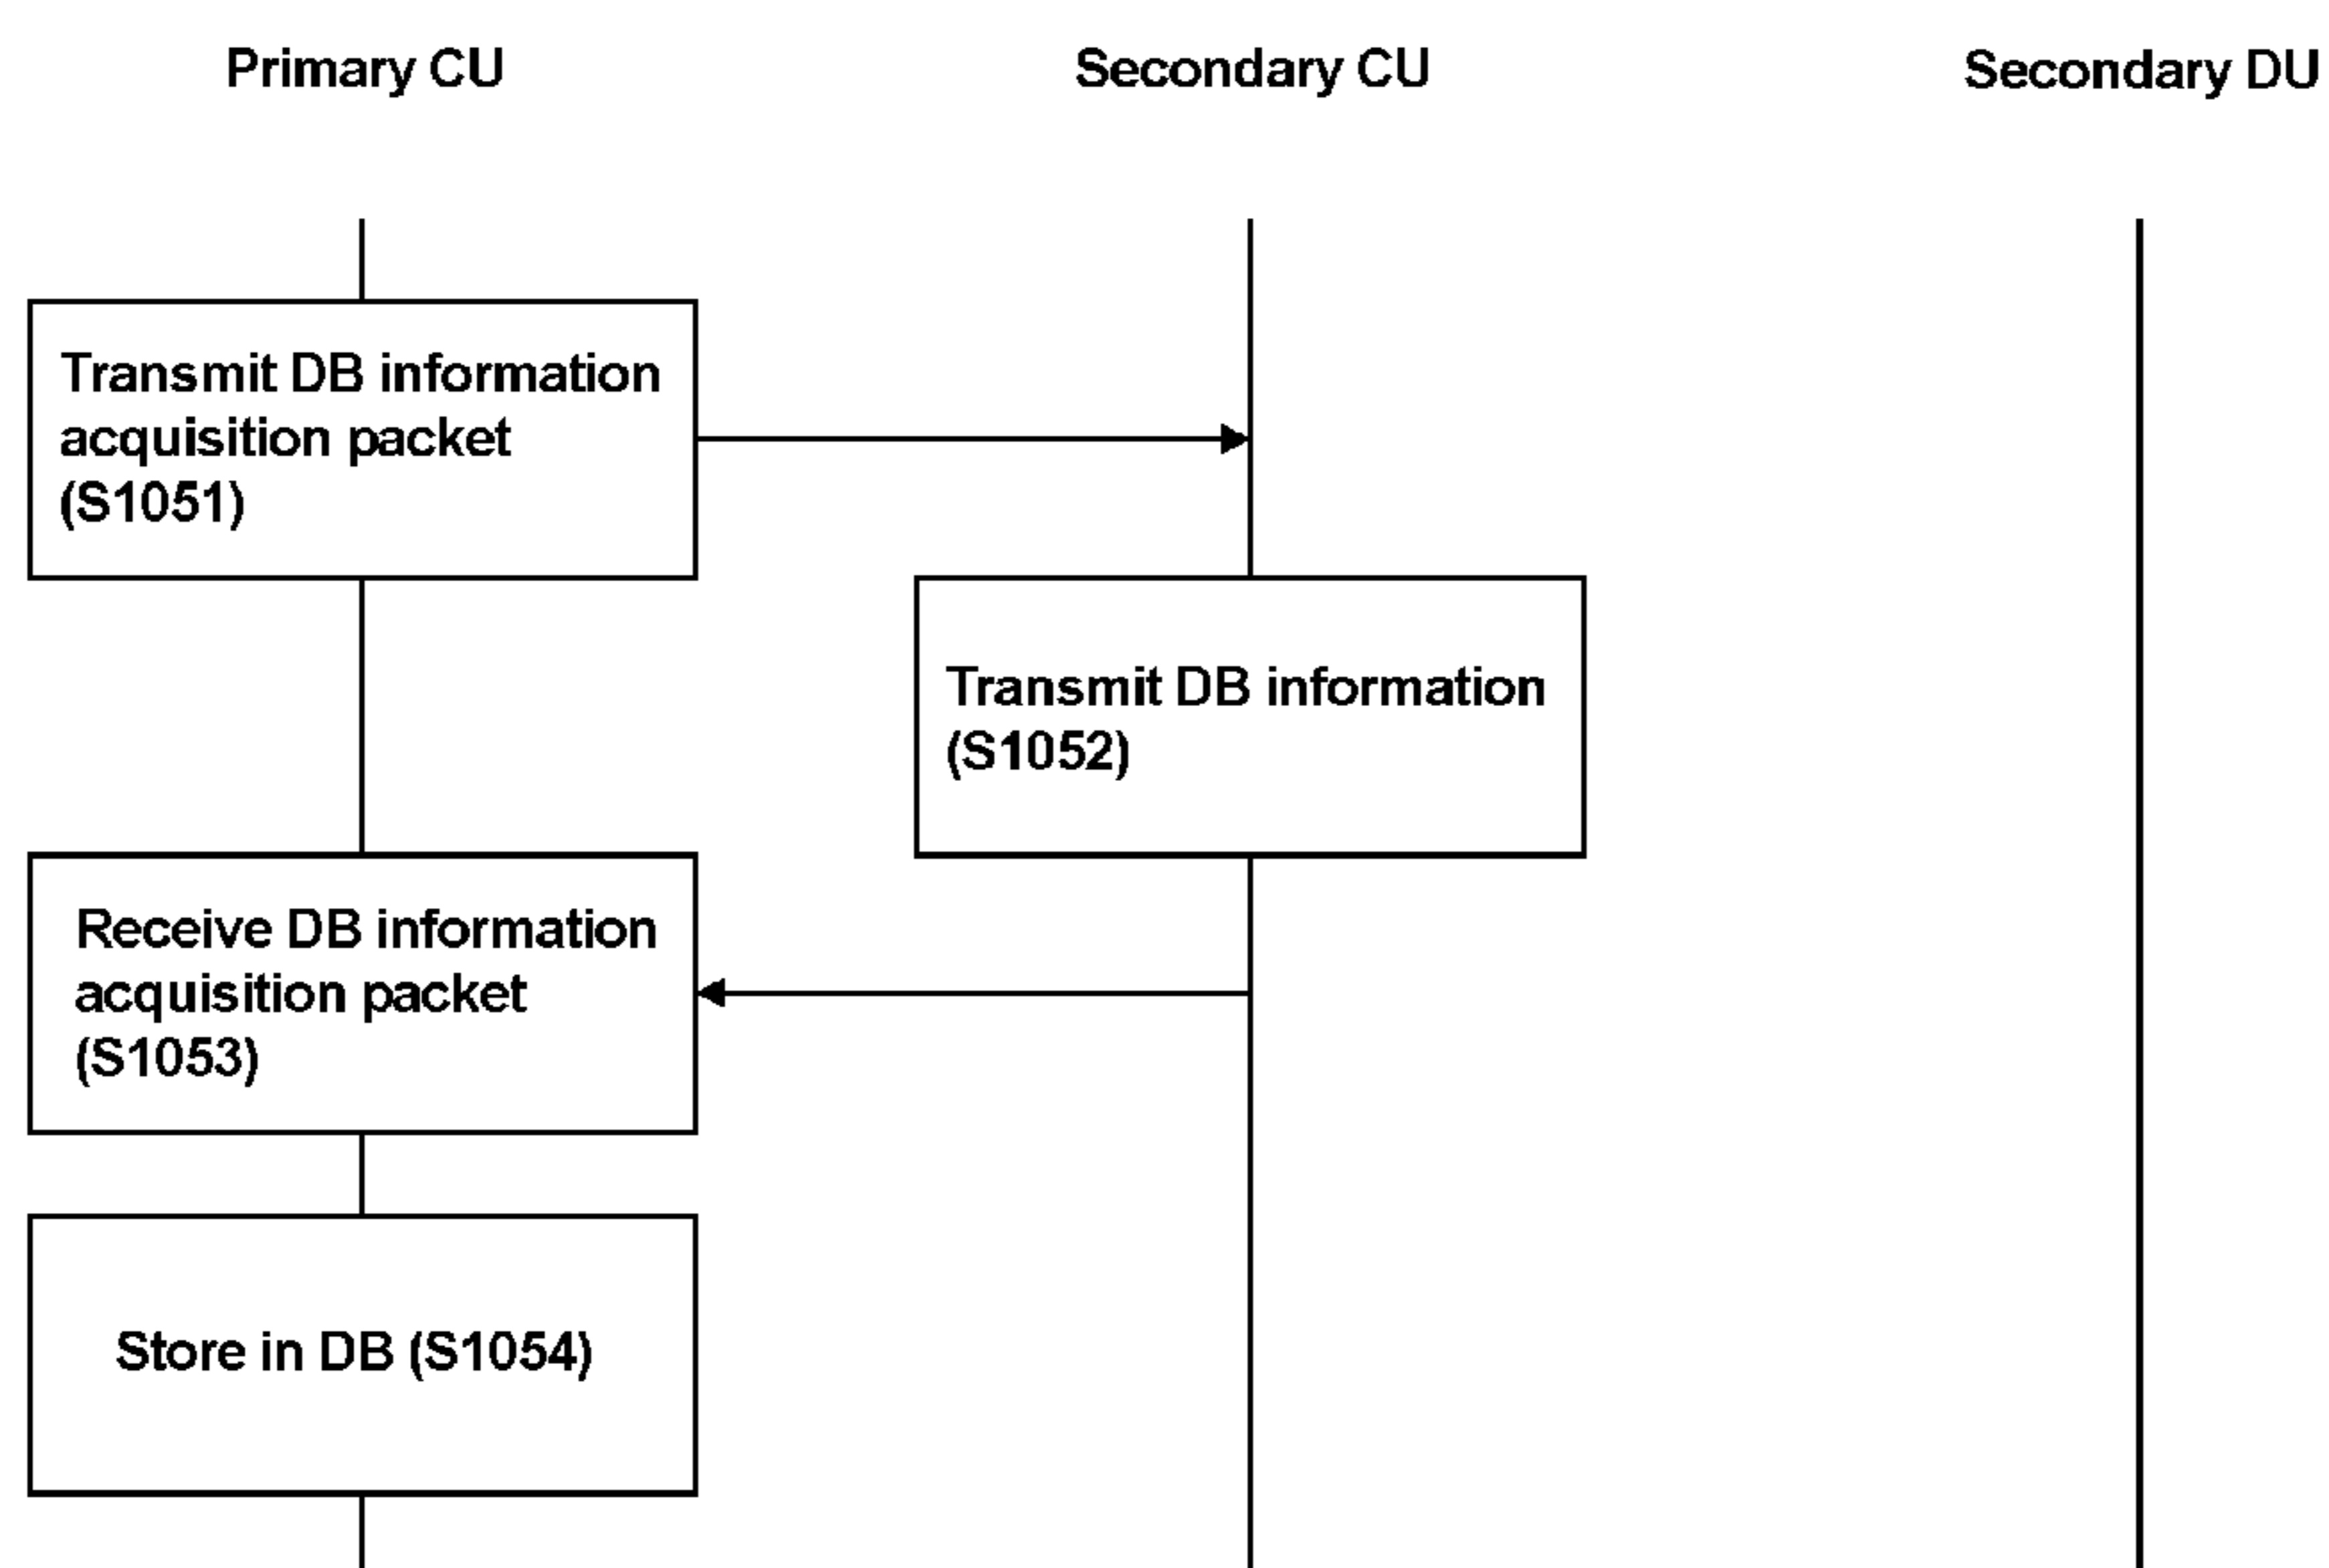 Primary CU
Secondary CU
Secondary DU
Transmit DB information
acquisition packet
(S1051)
Transmit DB information
(S1052)
Receive DB information
acquisition packet
(S1053)
Store in DB (S1054)